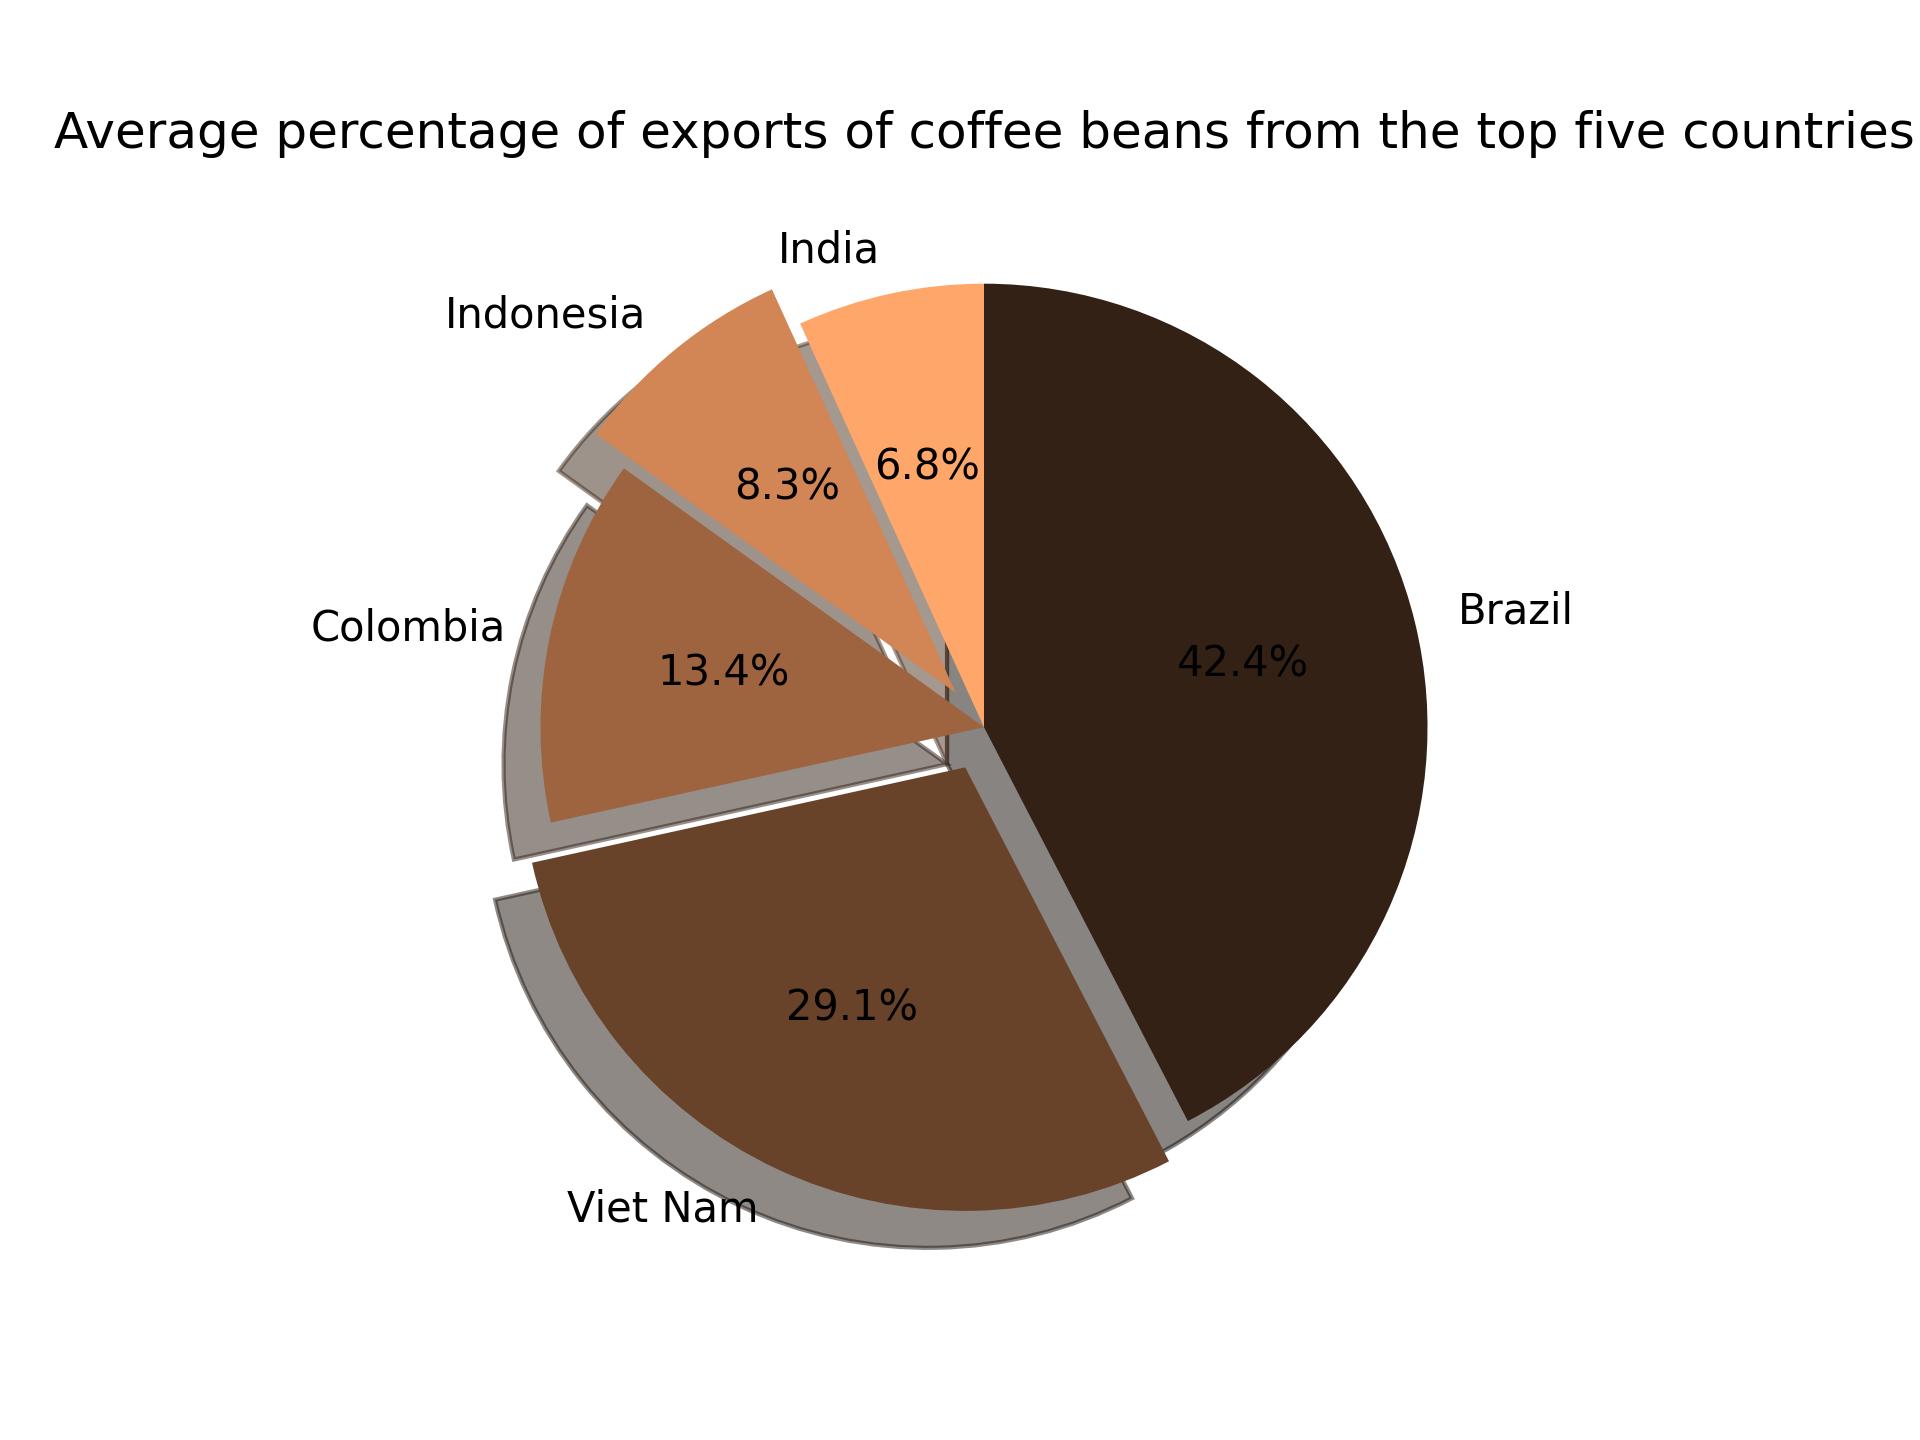 Average percentage of exports of coffee beans from the top five countries
India
Indonesia
6.8%
8.3%
Brazil
Colombia
42.4%
13.4%
29.1%
Viet Nam